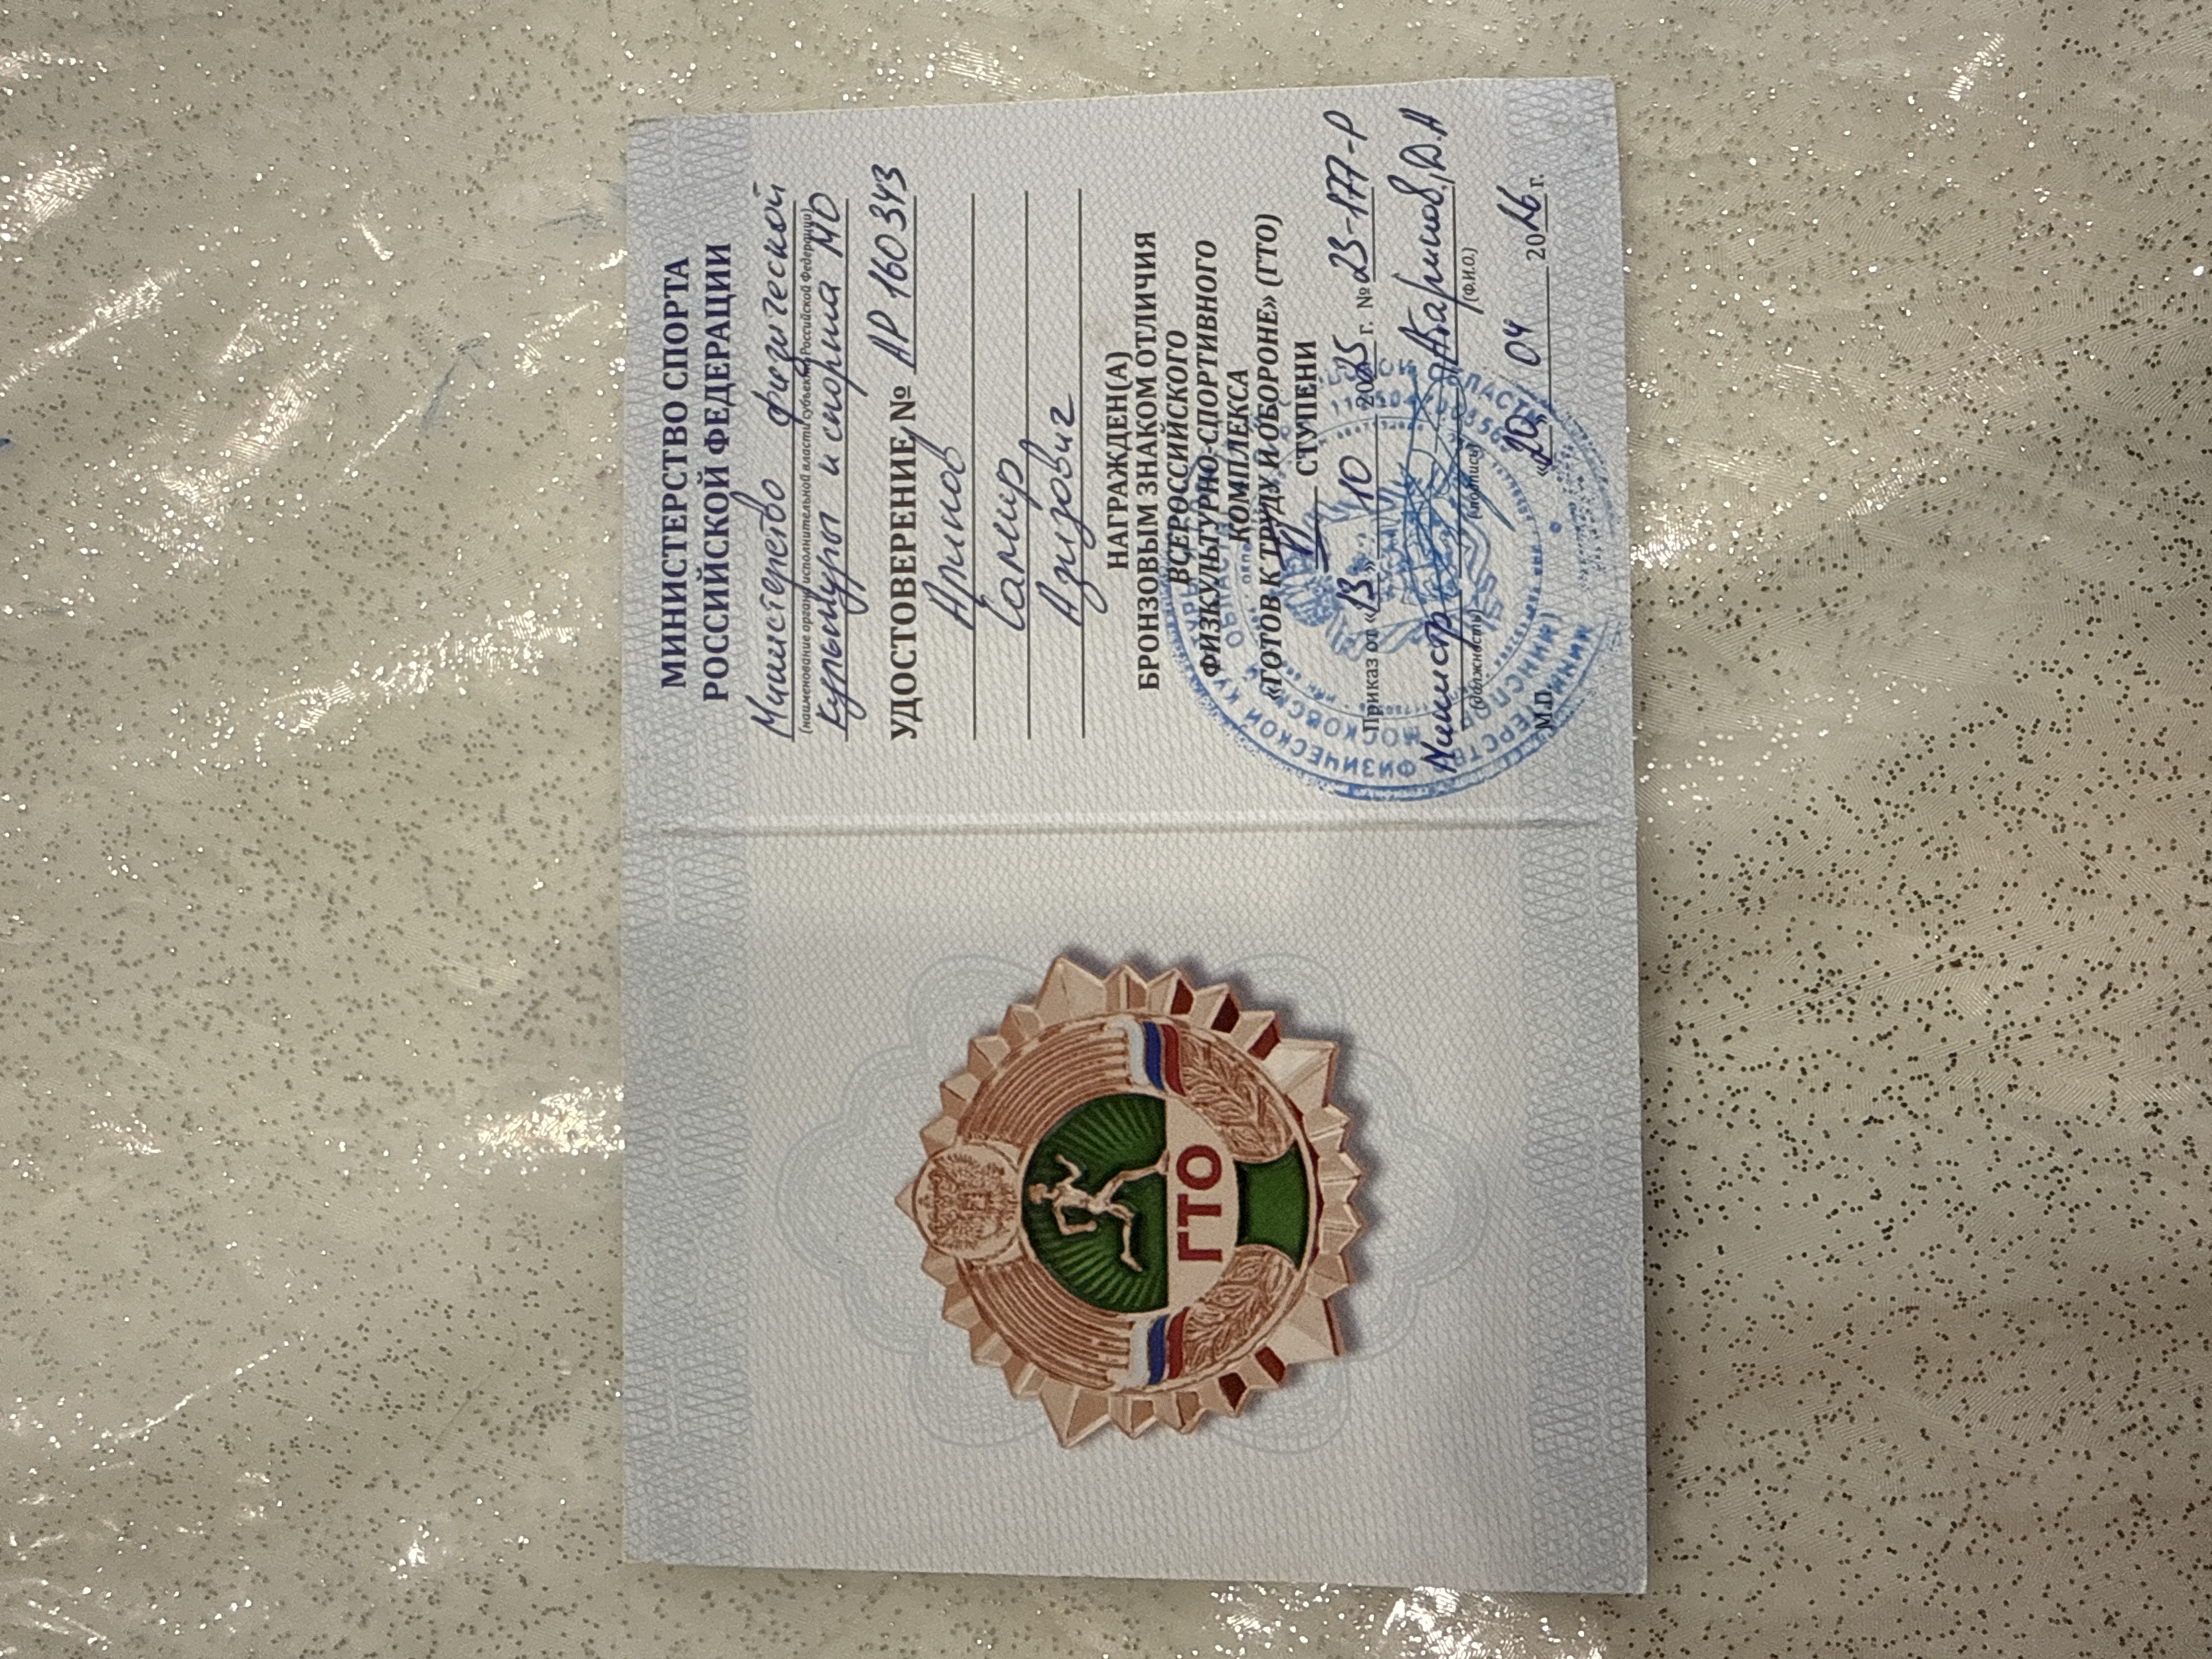 ГТО
МИНИСТЕРСТВО СПОРТА
РОССИЙСКОЙ ФЕДЕРАЦИИ
Министерство физической
(наименование органа исполнительной власти субъекта Российской Федерации)
культуры и спорта МО
УДОСТОВЕРЕНИЕ № АР 160343
Арипов
Самир
Азизович
НАГРАЖДЕН(А)
БРОНЗОВЫМ ЗНАКОМ ОТЛИЧИЯ
ВСЕРОССИЙСКОГО
ФИЗКУЛЬТУРНО-СПОРТИВНОГО
КОМПЛЕКСА
«ГОТОВ К ТРУДУ И ОБОРОНЕ» (ГТО)
СТУПЕНИ
Приказ от «13» 10 2025 г. № 23-177-Р
Министр
(должность) (подпись) (Ф.И.О.)
М.П. «20» 04 2026 г.